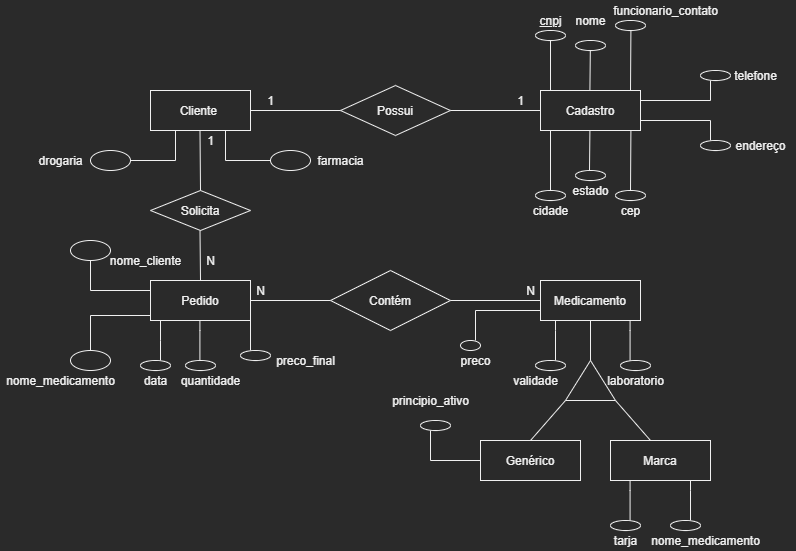 funcionario_contato
cnpj
nome
telefone
Cliente
1
Possui
1
Cadastro
1
endereço
drogaria
farmacia
estado
Solicita
cidade
cep
nome_cliente
N
Pedido
N
Contém
N
Medicamento
preco_final
preco
nome_medicamento
data
quantidade
validade
laboratorio
principio_ativo
Genérico
Marca
tarja
nome_medicamento